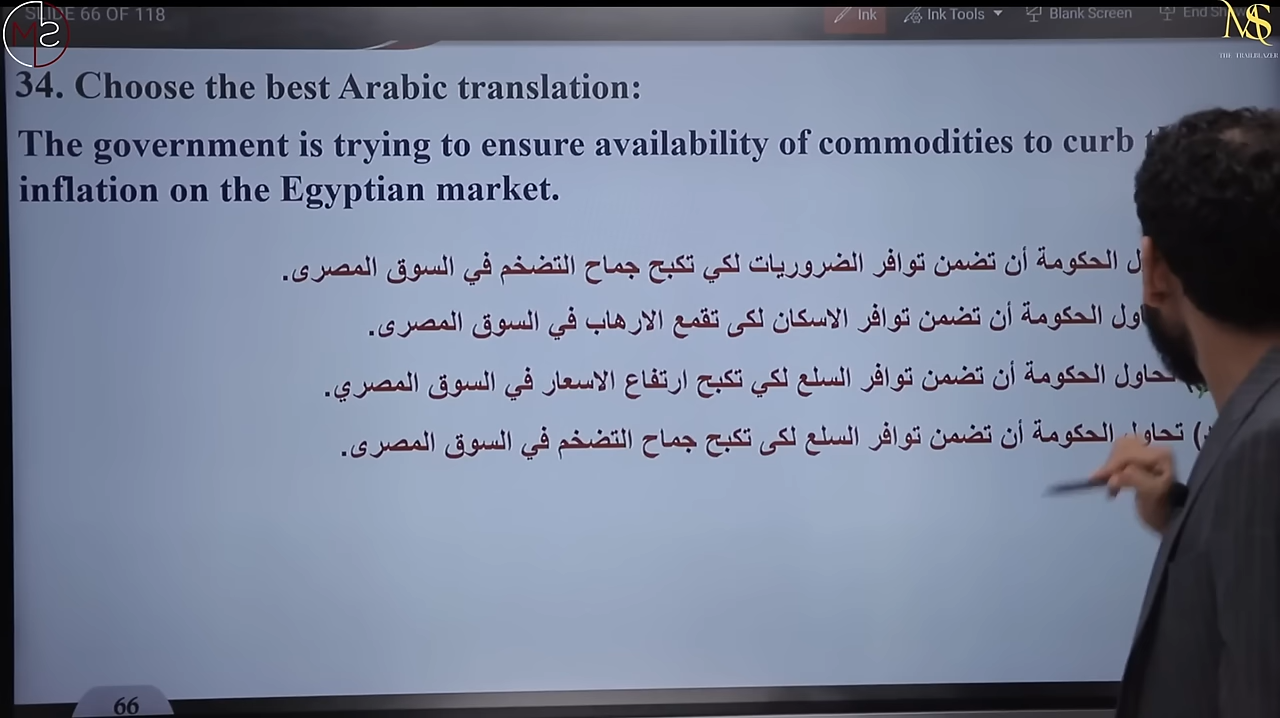 SLIDE 66 OF 118
Ink
Ink Tools
Blank Screen
End
MS
THE TRAILBLAZER
34. Choose the best Arabic translation:
The government is trying to ensure availability of commodities to curb
inflation on the Egyptian market.
الحكومة أن تضمن توافر الضروريات لكي تكبح جماح التضخم في السوق المصرى.
الحكومة أن تضمن توافر الاسكان لكى تقمع الارهاب في السوق المصرى.
تحاول الحكومة أن تضمن توافر السلع لكي تكبح ارتفاع الاسعار في السوق المصري.
تحاول الحكومة أن تضمن توافر السلع لكى تكبح جماح التضخم في السوق المصرى.
66